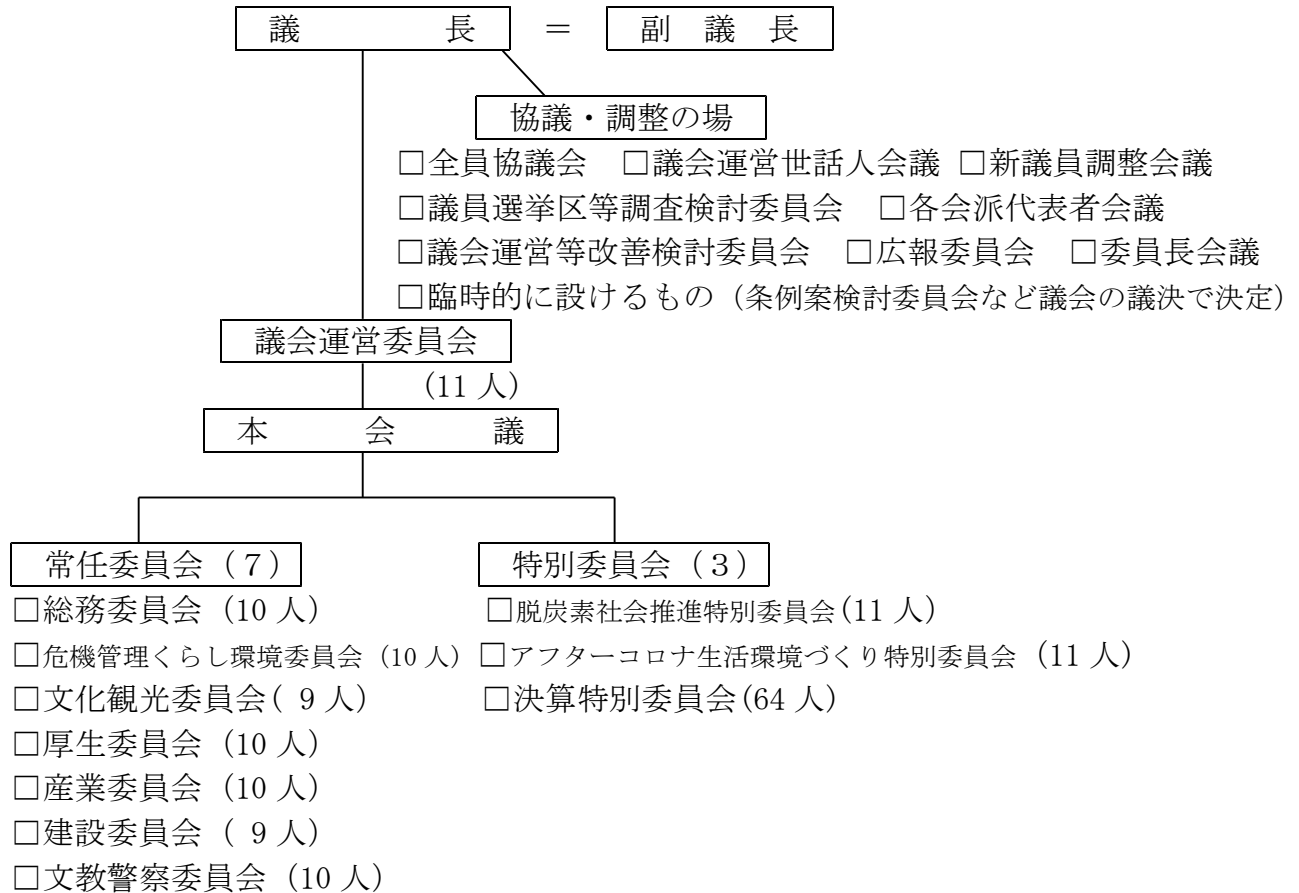 議長 ＝ 副議長
協議・調整の場
□全員協議会 □議会運営世話人会議 □新議員調整会議
□議員選挙区等調査検討委員会 □各会派代表者会議
□議会運営等改善検討委員会 □広報委員会 □委員長会議
□臨時的に設けるもの（条例案検討委員会など議会の議決で決定）
議会運営委員会
（11 人）
本会議
常任委員会（７） 特別委員会（３）
□総務委員会（10 人） □脱炭素社会推進特別委員会（11 人）
□危機管理くらし環境委員会（10 人） □アフターコロナ生活環境づくり特別委員会（11 人）
□文化観光委員会（ 9 人） □決算特別委員会（64 人）
□厚生委員会（10 人）
□産業委員会（10 人）
□建設委員会（ 9 人）
□文教警察委員会（10 人）